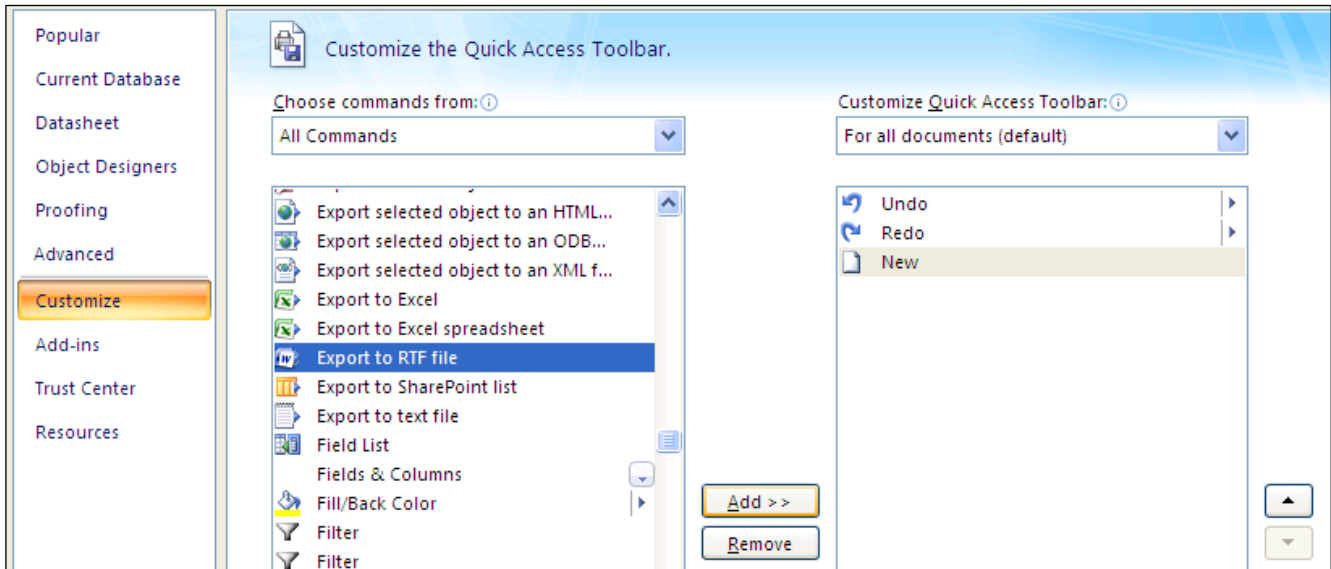 Popular
Current Database
Datasheet
Object Designers
Proofing
Advanced
Customize
Add-ins
Trust Center
Resources
Customize the Quick Access Toolbar.
Choose commands from:
All Commands
Export selected object to an HTML...
Export selected object to an ODB...
Export selected object to an XML f...
Export to Excel
Export to Excel spreadsheet
Export to RTF file
Export to SharePoint list
Export to text file
Field List
Fields & Columns
Fill/Back Color
Filter
Filter
Add >>
Remove
Customize Quick Access Toolbar:
For all documents (default)
Undo
Redo
New